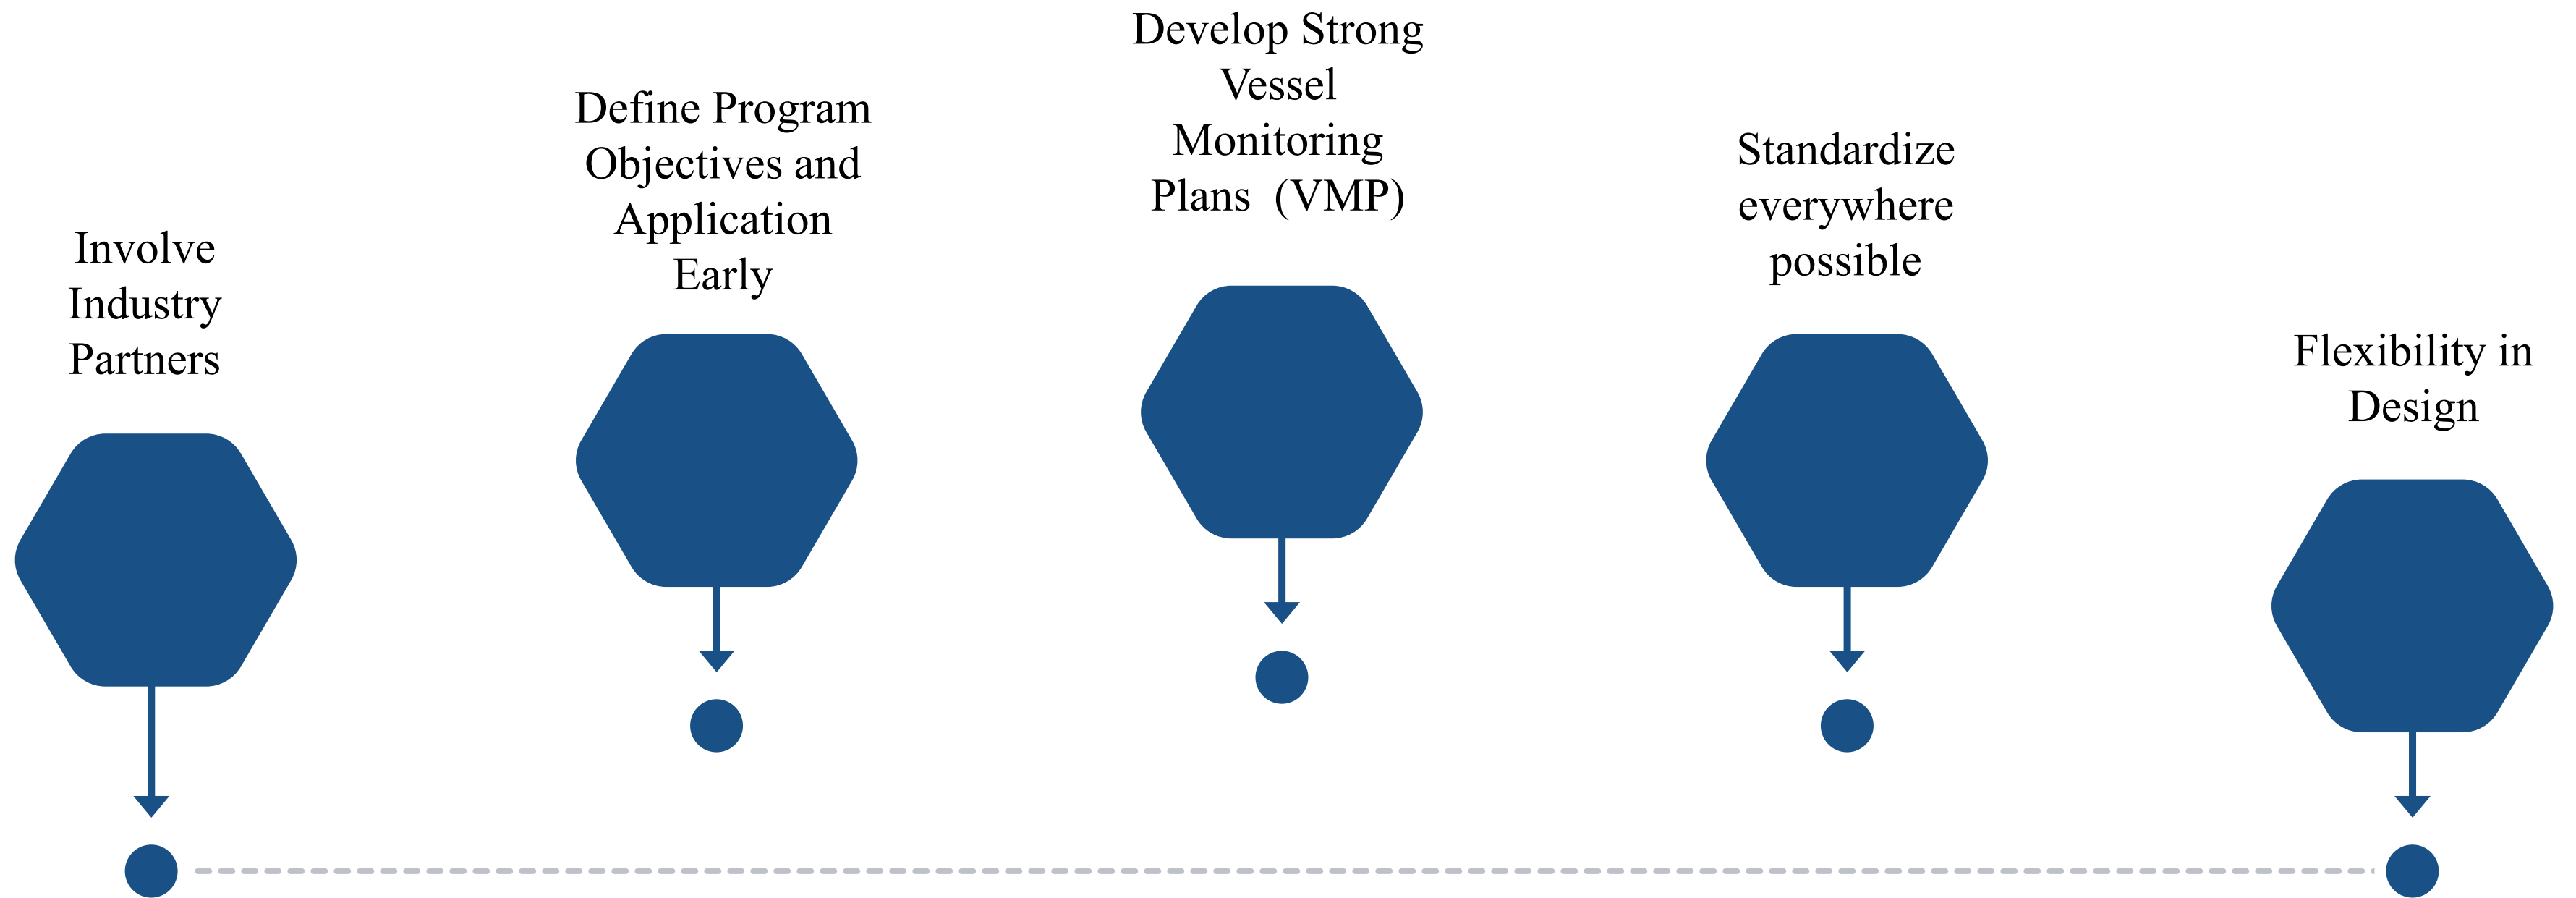 Involve
Industry
Partners
Define Program
Objectives and
Application
Early
Develop Strong
Vessel
Monitoring
Plans (VMP)
Standardize
everywhere
possible
Flexibility in
Design